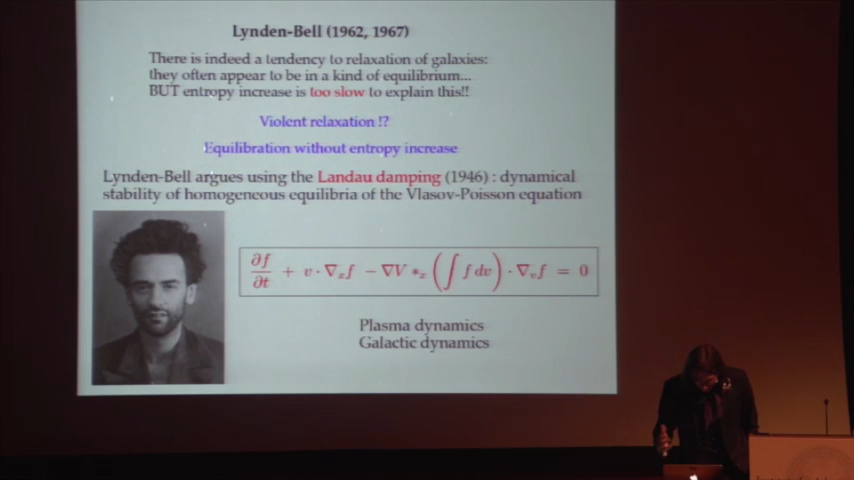 Lynden-Bell (1962, 1967)
There is indeed a tendency to relaxation of galaxies:
they often appear to be in a kind of equilibrium...
BUT entropy increase is too slow to explain this!!
Violent relaxation !?
Equilibration without entropy increase
Lynden-Bell argues using the Landau damping (1946) : dynamical
stability of homogeneous equilibria of the Vlasov-Poisson equation
∂f/∂t + v · ∇ₓf − ∇V *ₓ (∫ f dv) · ∇ᵥf = 0
Plasma dynamics
Galactic dynamics